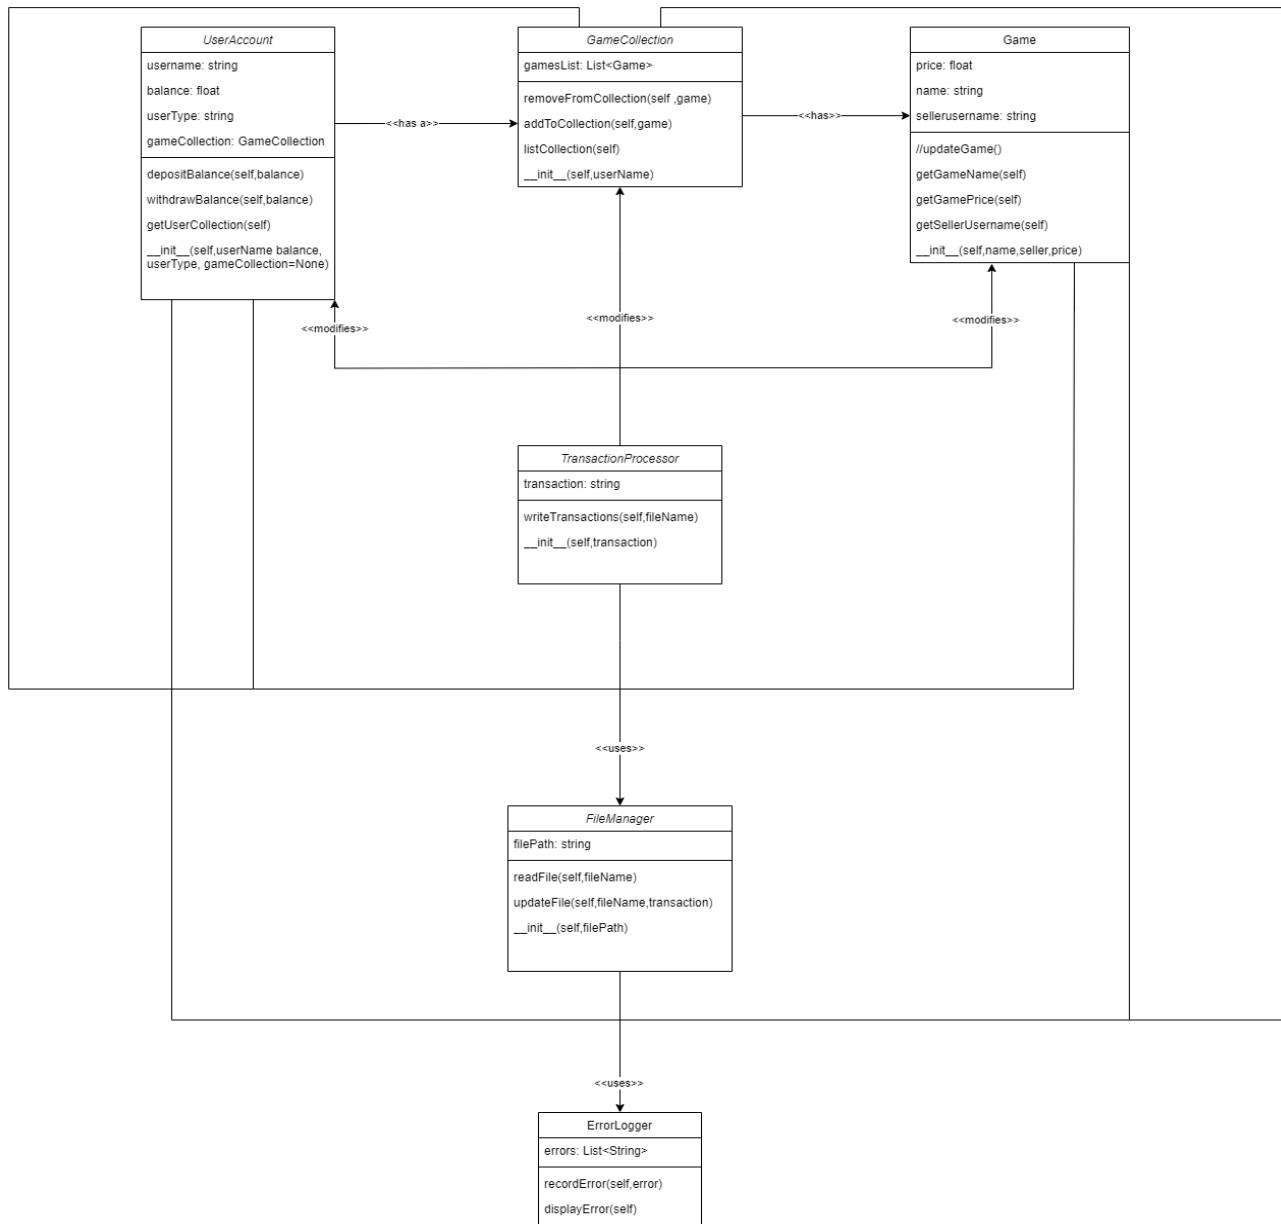 UserAccount
username: string
balance: float
userType: string
gameCollection: GameCollection
depositBalance(self,balance)
withdrawBalance(self,balance)
getUserCollection(self)
__init__(self,userName balance,
userType, gameCollection=None)
<<has a>>
GameCollection
gamesList: List<Game>
removeFromCollection(self ,game)
addToCollection(self,game)
listCollection(self)
__init__(self,userName)
<<has>>
Game
price: float
name: string
sellerusername: string
//updateGame()
getGameName(self)
getGamePrice(self)
getSellerUsername(self)
__init__(self,name,seller,price)
<<modifies>>
<<modifies>>
<<modifies>>
TransactionProcessor
transaction: string
writeTransactions(self,fileName)
__init__(self,transaction)
<<uses>>
FileManager
filePath: string
readFile(self,fileName)
updateFile(self,fileName,transaction)
__init__(self,filePath)
<<uses>>
ErrorLogger
errors: List<String>
recordError(self,error)
displayError(self)